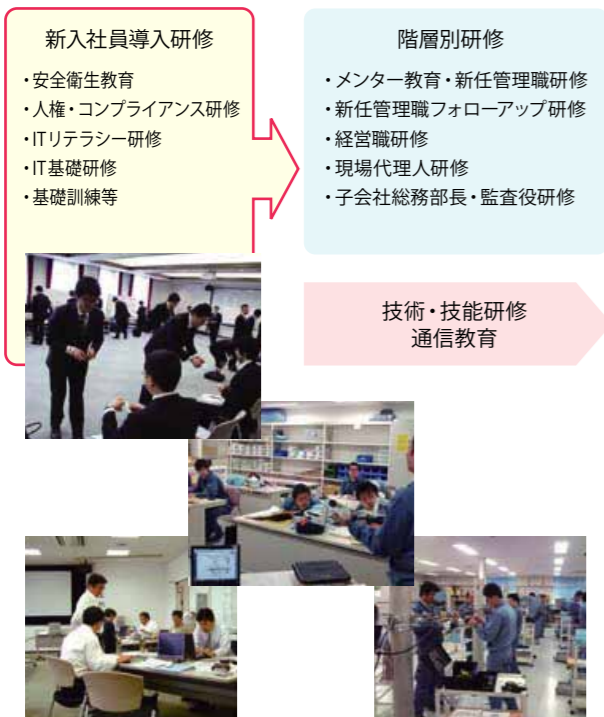 新入社員導入研修
・安全衛生教育
・人権・コンプライアンス研修
・ITリテラシー研修
・IT基礎研修
・基礎訓練等
階層別研修
・メンター教育・新任管理職研修
・新任管理職フォローアップ研修
・経営職研修
・現場代理人研修
・子会社総務部長・監査役研修
技術・技能研修
通信教育